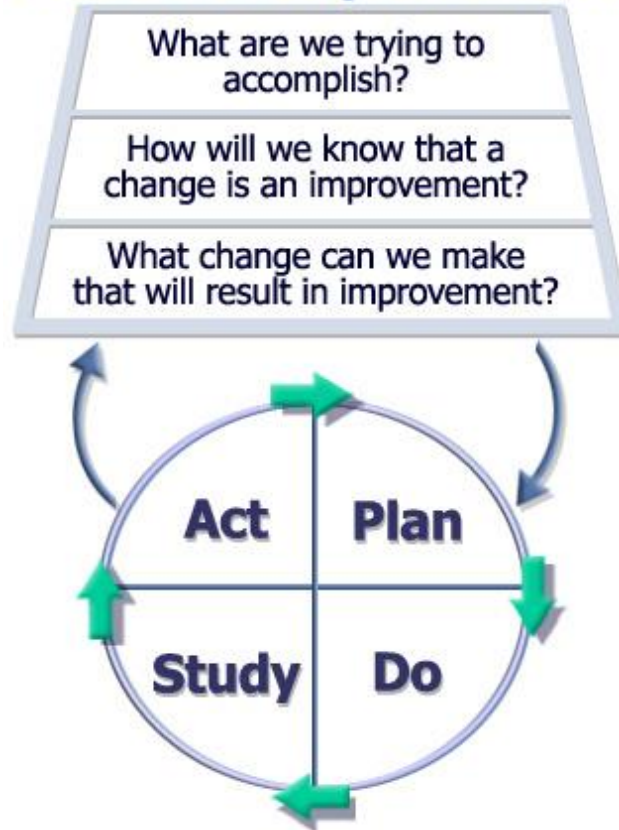 What are we trying to
accomplish?
How will we know that a
change is an improvement?
What change can we make
that will result in improvement?
Act
Plan
Study
Do